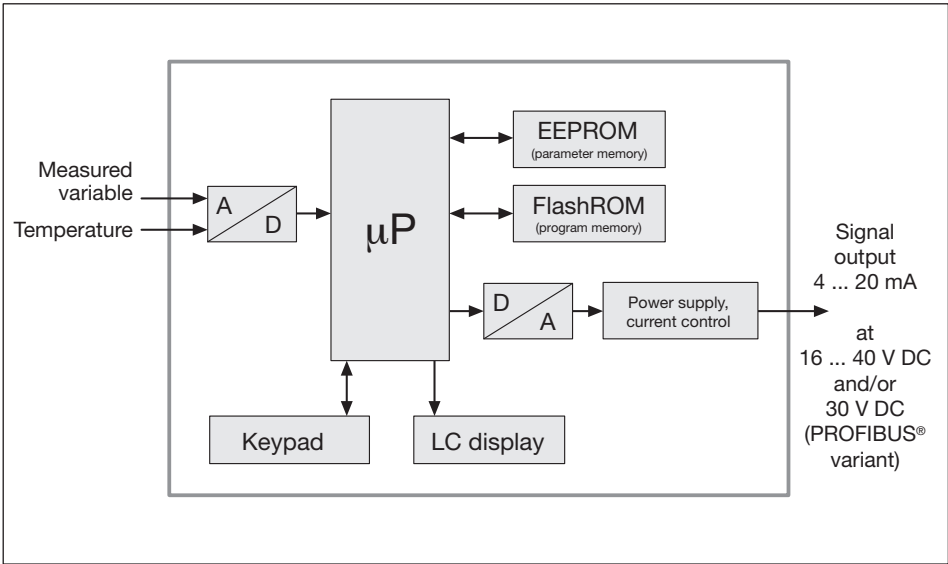 Measured
variable
Temperature
A
D
μP
EEPROM
(parameter memory)
FlashROM
(program memory)
D
A
Power supply,
current control
Keypad
LC display
Signal
output
4 ... 20 mA
at
16 ... 40 V DC
and/or
30 V DC
(PROFIBUS®
variant)